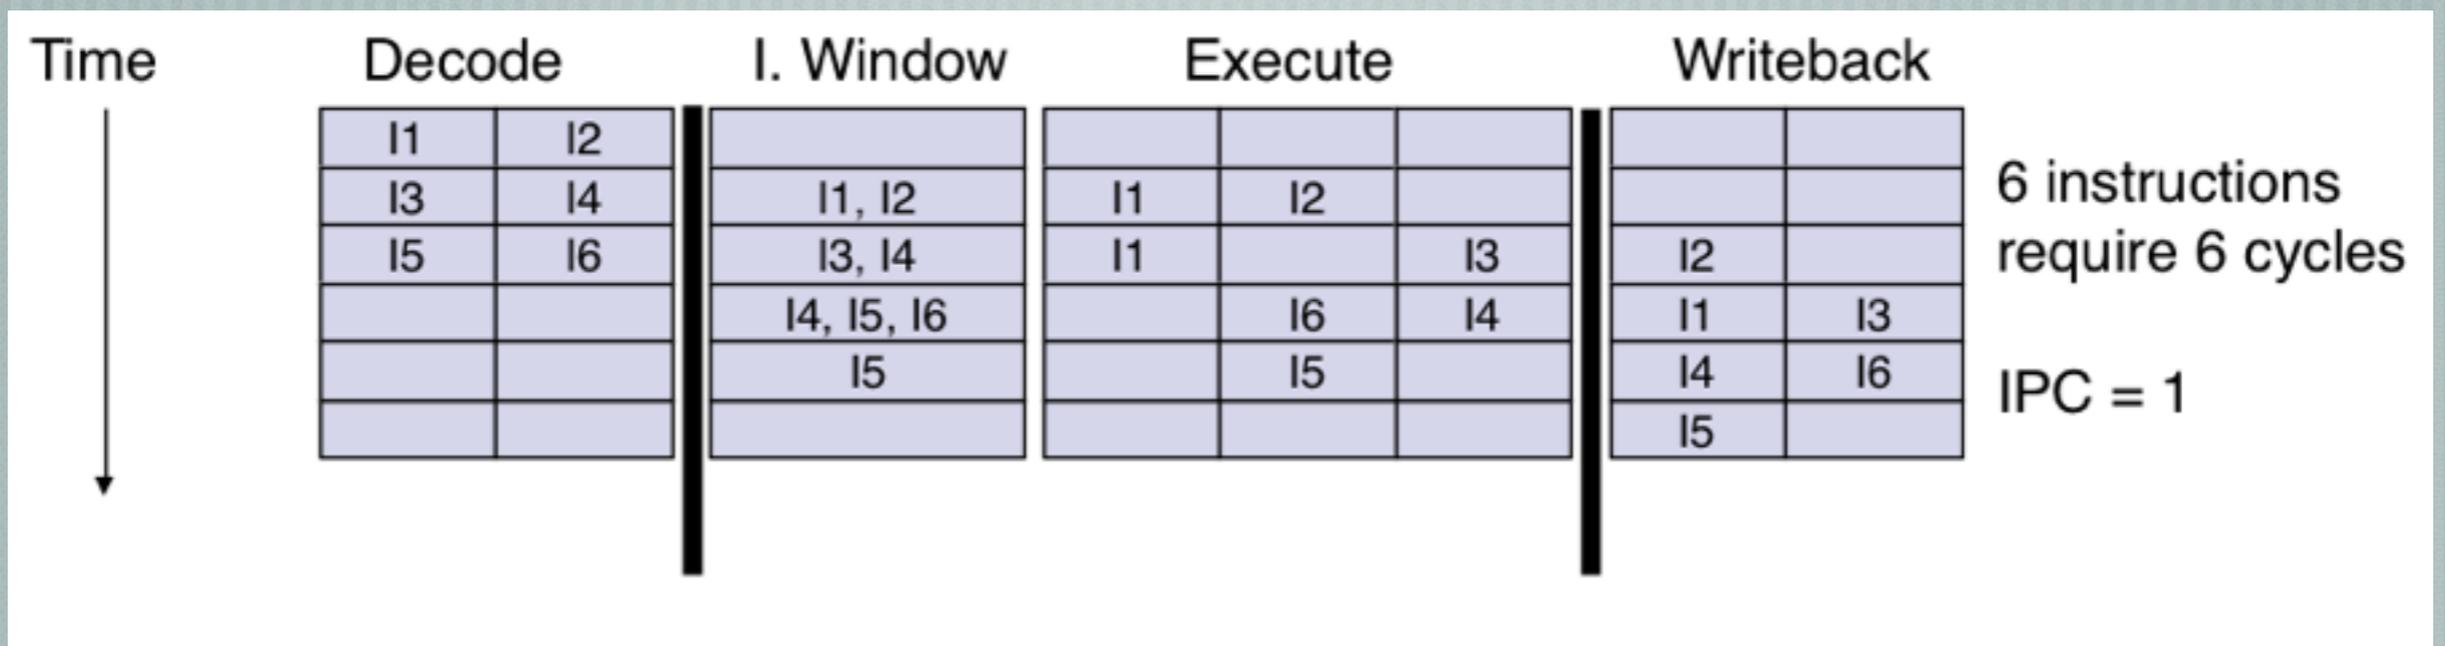 Time Decode I. Window Execute Writeback
I1 I2
I3 I4 I1, I2 I1 I2
I5 I6 I3, I4 I1 I3 I2
I4, I5, I6 I6 I4 I1 I3
I5 I5 I4 I6
I5
6 instructions
require 6 cycles
IPC = 1